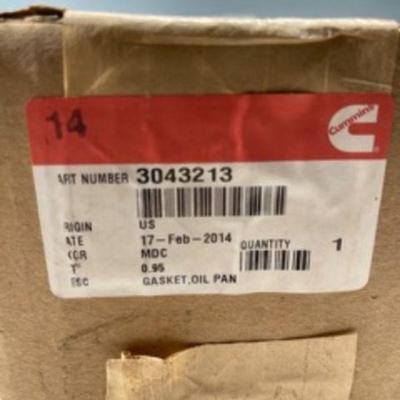 14
Cummins
ART NUMBER 3043213
RIGIN US
ATE 17-Feb-2014
QUANTITY 1
MDC
0.95
ESC GASKET,OIL PAN